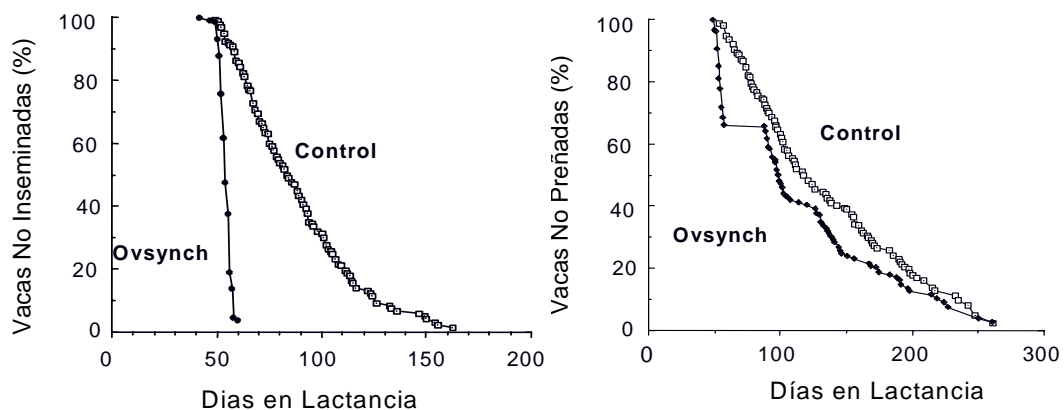 Vacas No Inseminadas (%)
100
80
60
40
20
0
0
50
100
150
200
Dias en Lactancia
Control
Ovsynch
Vacas No Preñadas (%)
100
80
60
40
20
0
0
100
200
300
Días en Lactancia
Control
Ovsynch